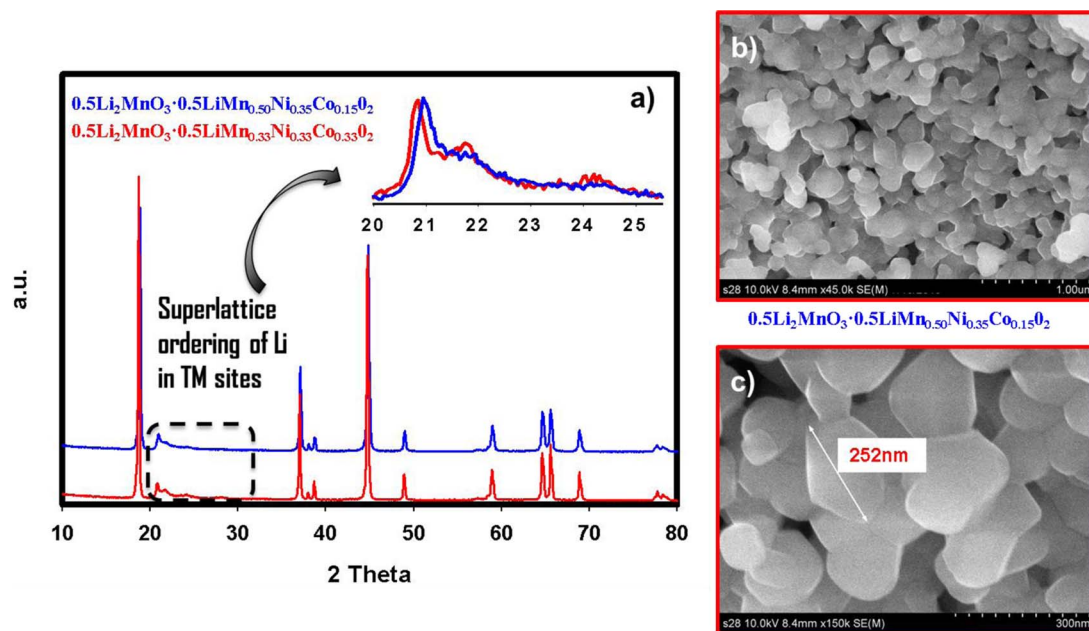 a)
0.5Li₂MnO₃·0.5LiMn₀.₅₀Ni₀.₃₅Co₀.₁₅0₂
0.5Li₂MnO₃·0.5LiMn₀.₃₃Ni₀.₃₃Co₀.₃₃0₂
20 21 22 23 24 25
Superlattice
ordering of Li
in TM sites
a.u.
10 20 30 40 50 60 70 80
2 Theta
b)
s28 10.0kV 8.4mm x45.0k SE(M)
1.00um
0.5Li₂MnO₃·0.5LiMn₀.₅₀Ni₀.₃₅Co₀.₁₅0₂
c)
252nm
s28 10.0kV 8.4mm x150k SE(M)
300nm